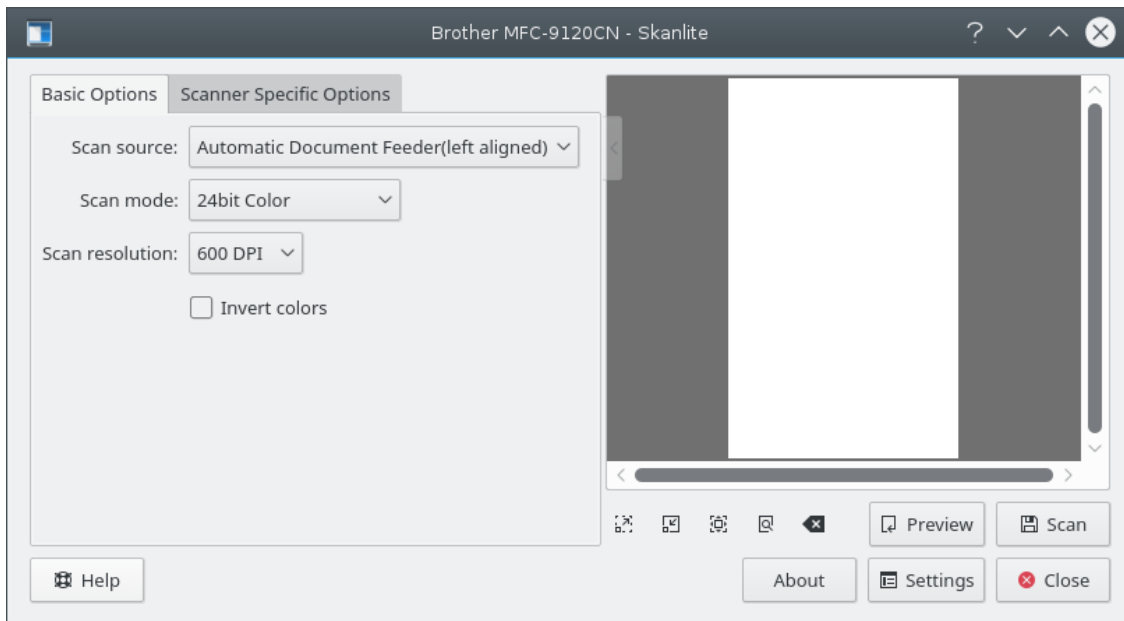 Brother MFC-9120CN - Skanlite
Basic Options Scanner Specific Options
Scan source: Automatic Document Feeder(left aligned)
Scan mode: 24bit Color
Scan resolution: 600 DPI
Invert colors
Preview Scan
Help About Settings Close